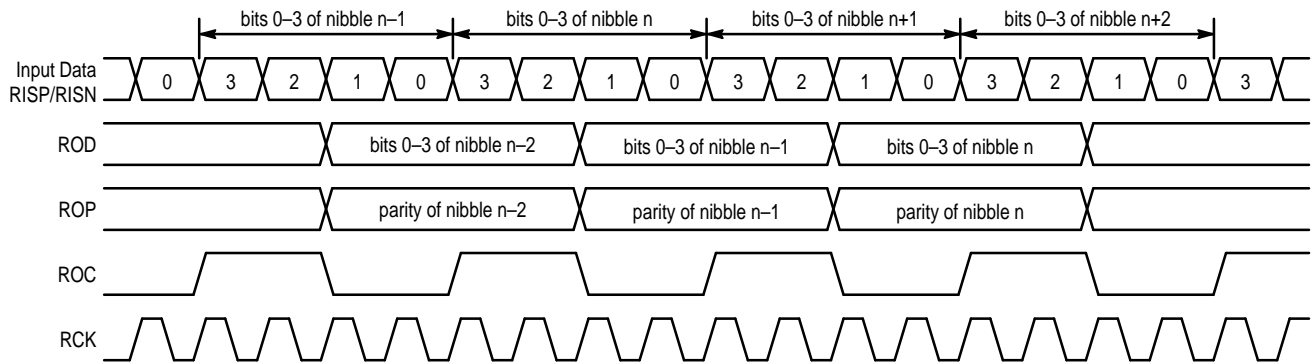 bits 0–3 of nibble n–1 bits 0–3 of nibble n bits 0–3 of nibble n+1 bits 0–3 of nibble n+2
Input Data
RISP/RISN
0 3 2 1 0 3 2 1 0 3 2 1 0 3 2 1 0 3
ROD bits 0–3 of nibble n–2 bits 0–3 of nibble n–1 bits 0–3 of nibble n
ROP parity of nibble n–2 parity of nibble n–1 parity of nibble n
ROC
RCK